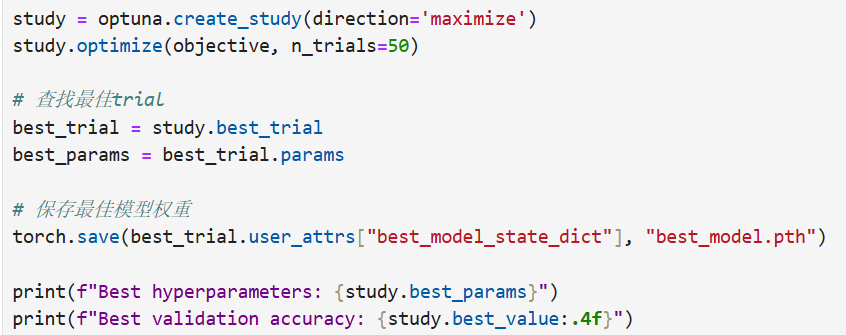 study = optuna.create_study(direction='maximize')
study.optimize(objective, n_trials=50)
# 查找最佳trial
best_trial = study.best_trial
best_params = best_trial.params
# 保存最佳模型权重
torch.save(best_trial.user_attrs["best_model_state_dict"], "best_model.pth")
print(f"Best hyperparameters: {study.best_params}")
print(f"Best validation accuracy: {study.best_value:.4f}")